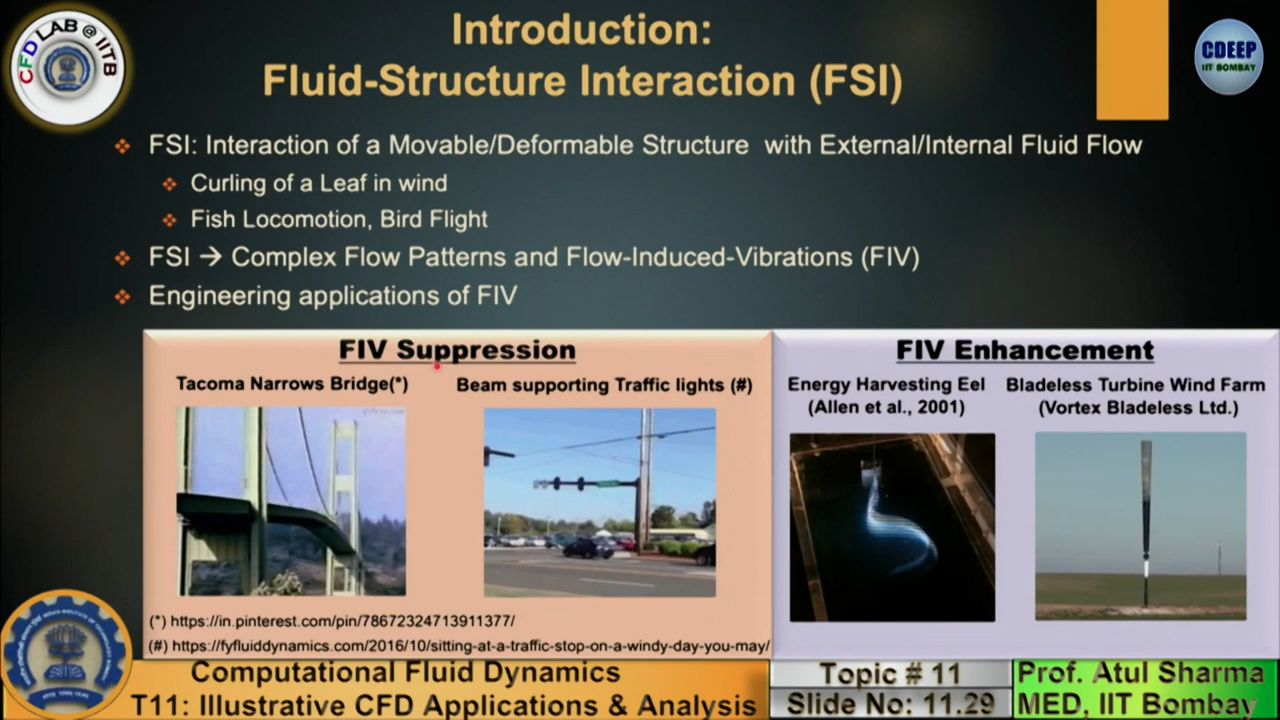 CFD LAB @ IITB
Introduction:
Fluid-Structure Interaction (FSI)
CDEEP
IIT BOMBAY
FSI: Interaction of a Movable/Deformable Structure with External/Internal Fluid Flow
Curling of a Leaf in wind
Fish Locomotion, Bird Flight
FSI → Complex Flow Patterns and Flow-Induced-Vibrations (FIV)
Engineering applications of FIV
FIV Suppression
Tacoma Narrows Bridge(*)
Beam supporting Traffic lights (#)
(*) https://in.pinterest.com/pin/78672324713911377/
(#) https://fyfluiddynamics.com/2016/10/sitting-at-a-traffic-stop-on-a-windy-day-you-may/
FIV Enhancement
Energy Harvesting Eel
(Allen et al., 2001)
Bladeless Turbine Wind Farm
(Vortex Bladeless Ltd.)
Computational Fluid Dynamics
T11: Illustrative CFD Applications & Analysis
Topic # 11
Slide No: 11.29
Prof. Atul Sharma
MED, IIT Bombay